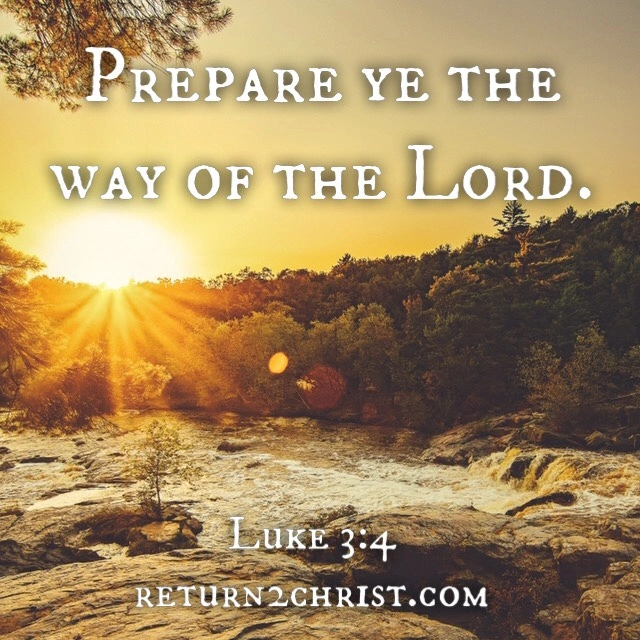 Prepare ye the
way of the Lord.
Luke 3:4
return2christ.com